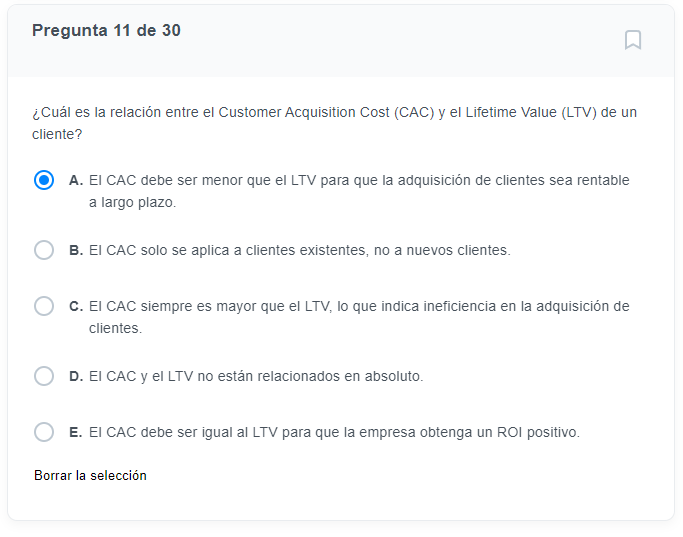 Pregunta 11 de 30
¿Cuál es la relación entre el Customer Acquisition Cost (CAC) y el Lifetime Value (LTV) de un
cliente?
A. El CAC debe ser menor que el LTV para que la adquisición de clientes sea rentable
a largo plazo.
B. El CAC solo se aplica a clientes existentes, no a nuevos clientes.
C. El CAC siempre es mayor que el LTV, lo que indica ineficiencia en la adquisición de
clientes.
D. El CAC y el LTV no están relacionados en absoluto.
E. El CAC debe ser igual al LTV para que la empresa obtenga un ROI positivo.
Borrar la selección